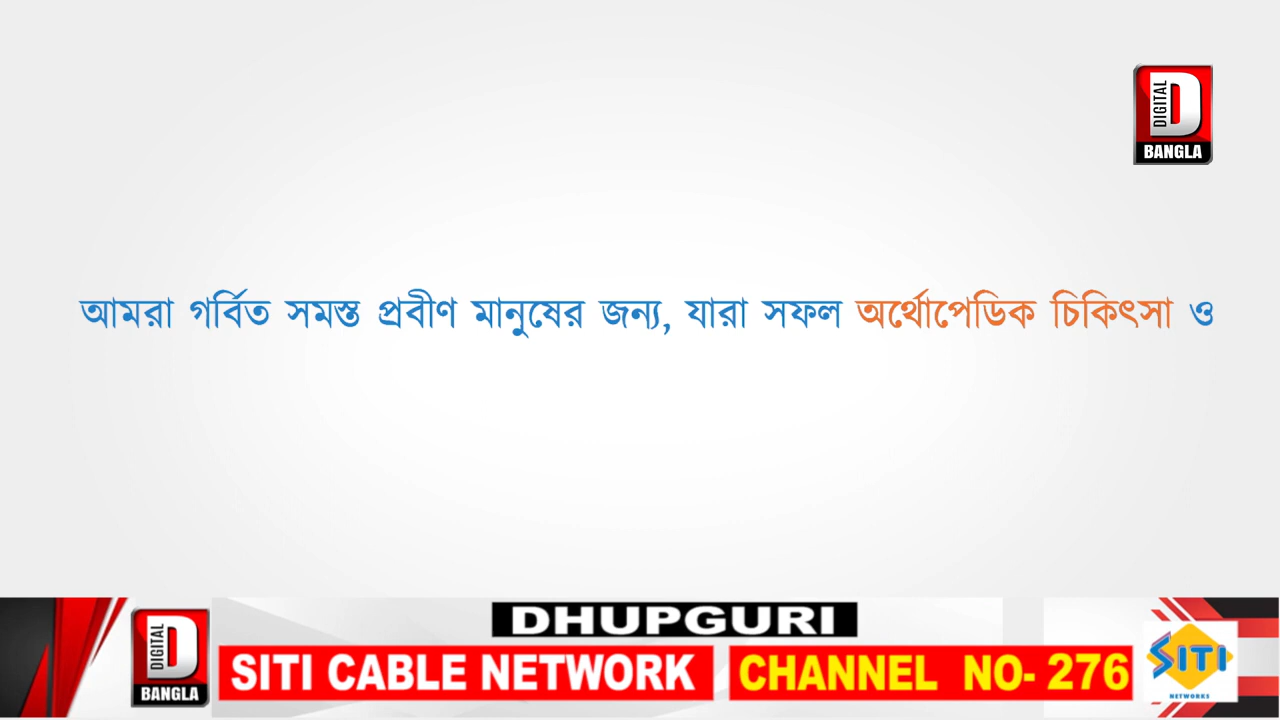 DIGITAL
BANGLA
আমরা গর্বিত সমস্ত প্রবীণ মানুষের জন্য, যারা সফল অর্থোপেডিক চিকিৎসা ও
DHUPGURI
DIGITAL
BANGLA
SITI CABLE NETWORK CHANNEL NO- 276
SITI
NETWORKS